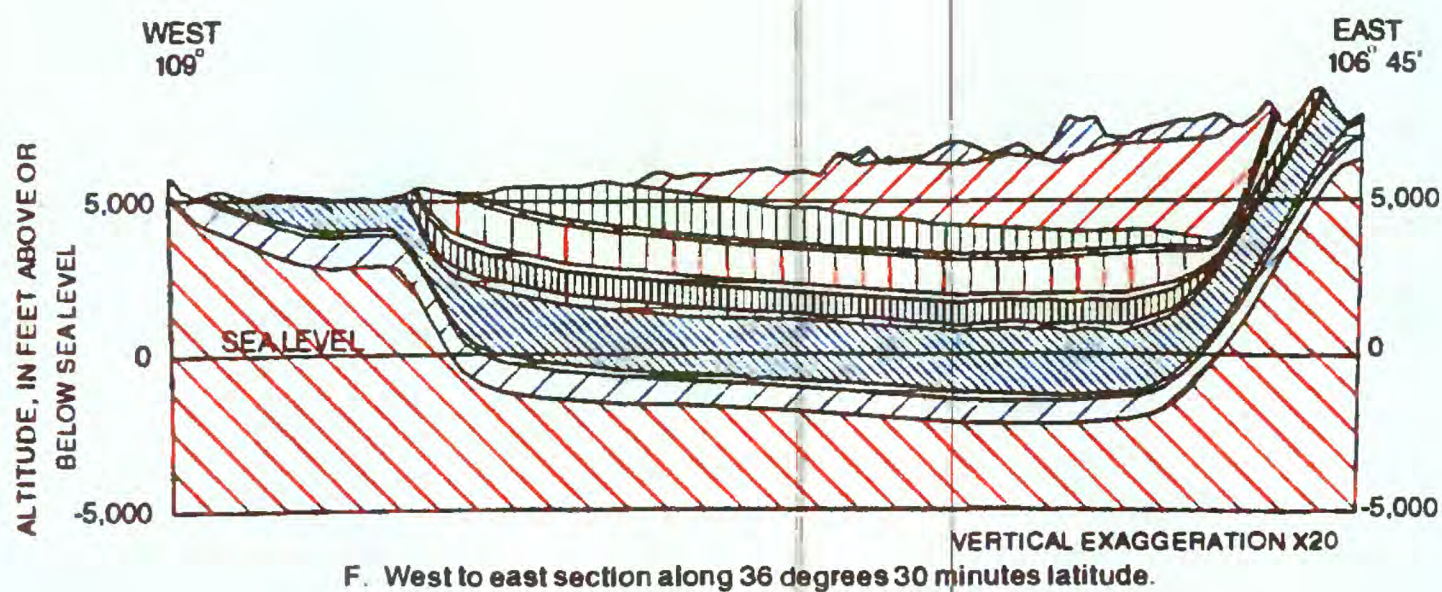 WEST
109°
EAST
106° 45'
ALTITUDE, IN FEET ABOVE OR
BELOW SEA LEVEL
5,000
0
-5,000
SEA LEVEL
5,000
0
-5,000
VERTICAL EXAGGERATION X20
F. West to east section along 36 degrees 30 minutes latitude.